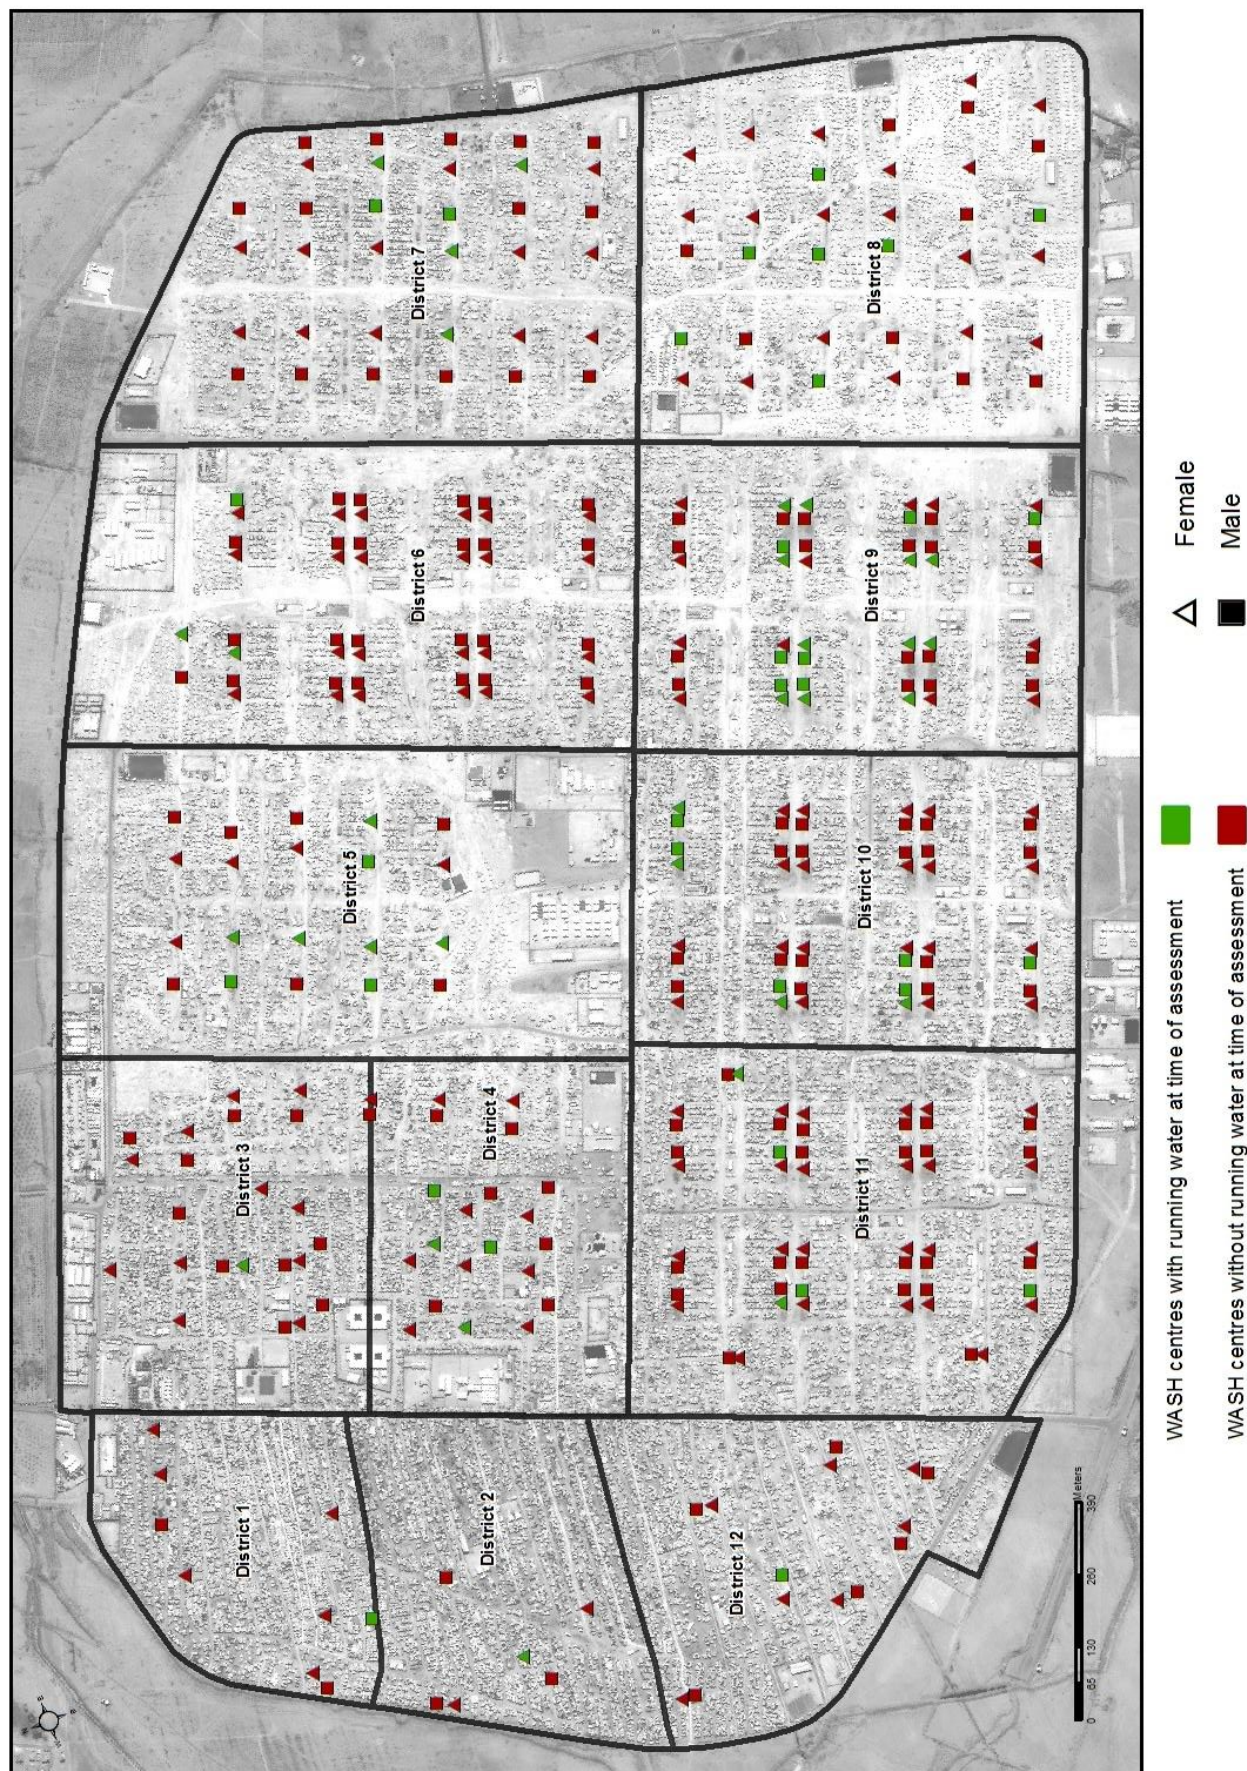 District 1
District 2
District 12
District 3
District 4
District 11
District 5
District 10
District 6
District 9
District 7
District 8
0 65 130 260 390
Meters
WASH centres with running water at time of assessment
Female
WASH centres without running water at time of assessment
Male